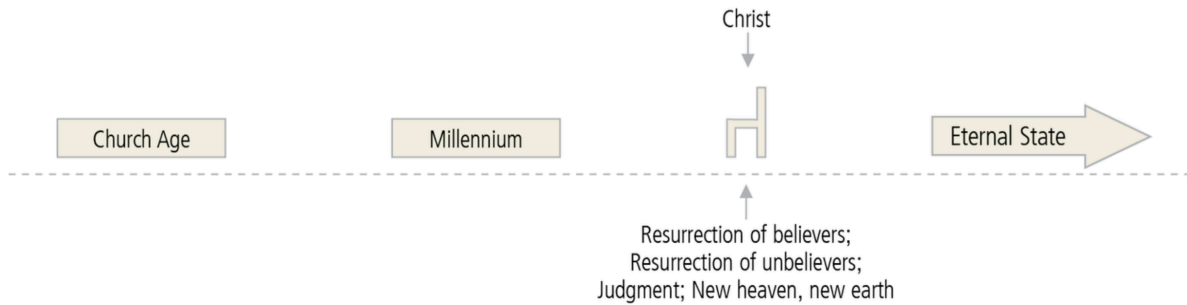 Christ
Church Age
Millennium
Eternal State
Resurrection of believers;
Resurrection of unbelievers;
Judgment; New heaven, new earth